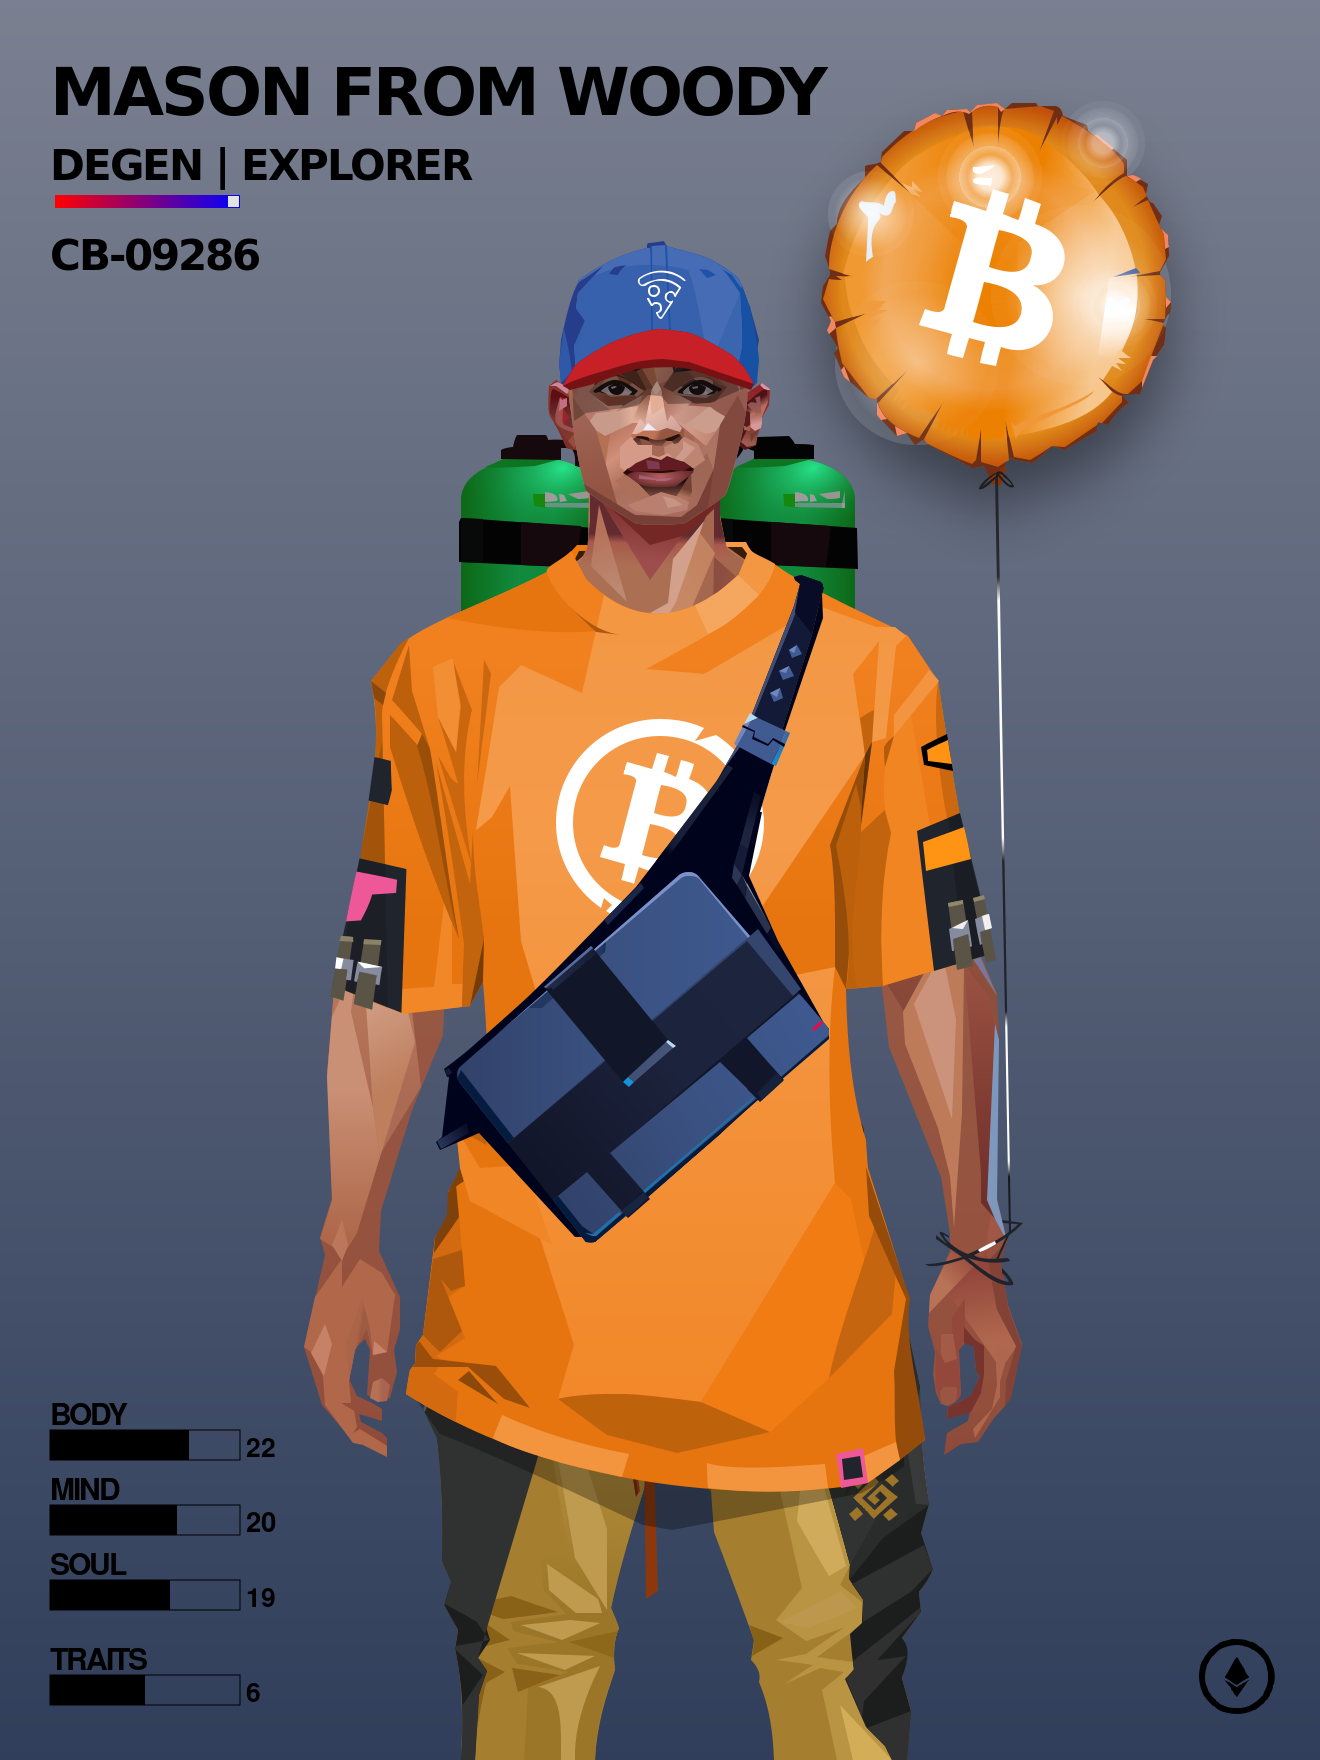 MASON FROM WOODY
DEGEN | EXPLORER
CB-09286
BODY
22
MIND
20
SOUL
19
TRAITS
6